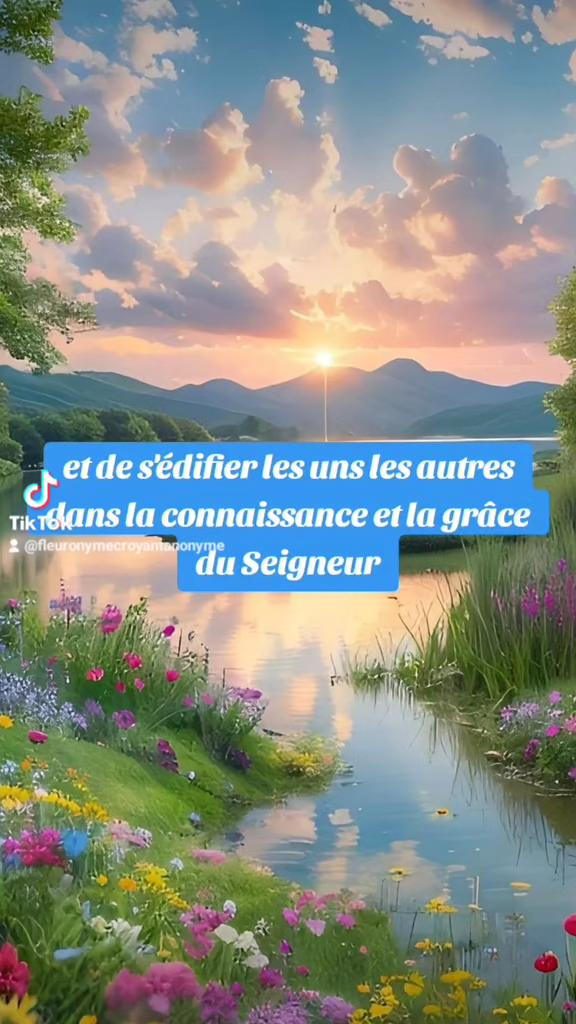 et de s'édifier les uns les autres
dans la connaissance et la grâce
du Seigneur
TikTok
@fleuronymecroyantanonyme